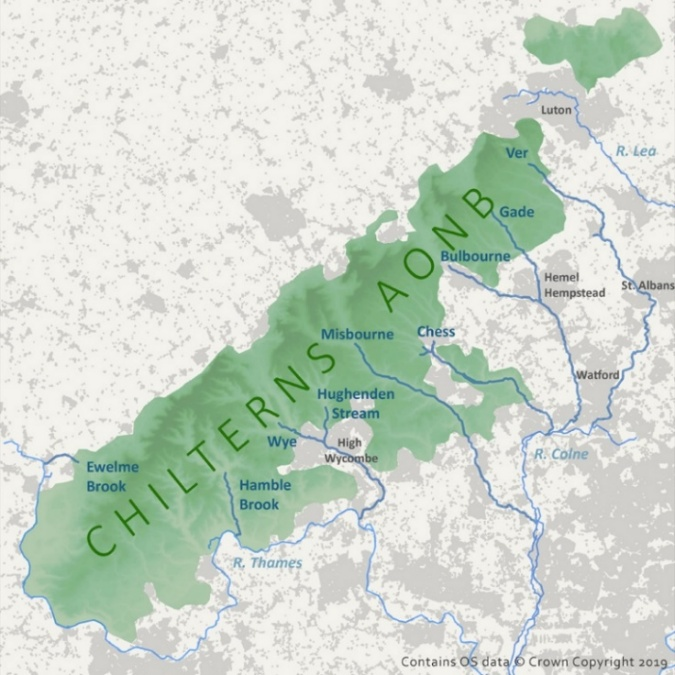 Luton
R. Lea
Ver
Gade
Bulbourne
Hemel
Hempstead
St. Albans
CHILTERNS AONB
Misbourne
Chess
Watford
Hughenden
Stream
Wye
High
Wycombe
R. Colne
Ewelme
Brook
Hamble
Brook
R. Thames
Contains OS data © Crown Copyright 2019